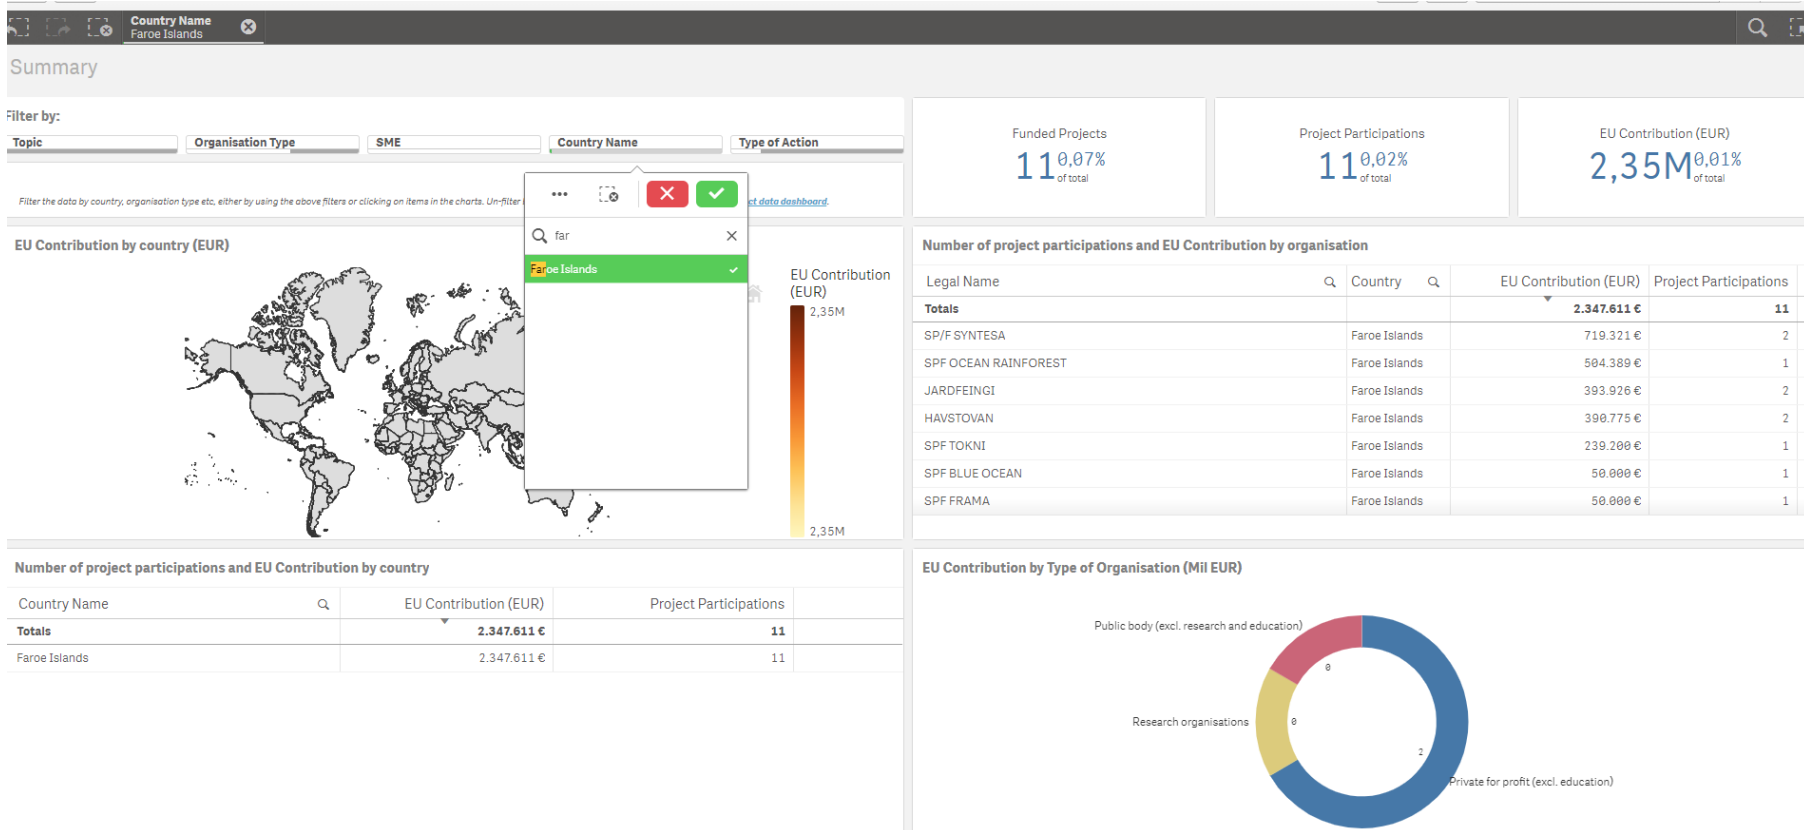 Country Name
Faroe Islands
Summary
Filter by:
Topic
Organisation Type
SME
Country Name
Type of Action
Filter the data by country, organisation type etc, either by using the above filters or clicking on items in the charts. Un-filter
ct data dashboard.
far
Faroe Islands
Funded Projects
11 0,07%
of total
Project Participations
11 0,02%
of total
EU Contribution (EUR)
2,35M 0,01%
of total
EU Contribution by country (EUR)
EU Contribution
(EUR)
2,35M
2,35M
Number of project participations and EU Contribution by organisation
Legal Name Country EU Contribution (EUR) Project Participations
Totals 2.347.611 € 11
SP/F SYNTESA Faroe Islands 719.321 € 2
SPF OCEAN RAINFOREST Faroe Islands 504.389 € 1
JARDFEINGI Faroe Islands 393.926 € 2
HAVSTOVAN Faroe Islands 390.775 € 2
SPF TOKNI Faroe Islands 239.200 € 1
SPF BLUE OCEAN Faroe Islands 50.000 € 1
SPF FRAMA Faroe Islands 50.000 € 1
Number of project participations and EU Contribution by country
Country Name EU Contribution (EUR) Project Participations
Totals 2.347.611 € 11
Faroe Islands 2.347.611 € 11
EU Contribution by Type of Organisation (Mil EUR)
Public body (excl. research and education)
0
Research organisations
0
2
Private for profit (excl. education)